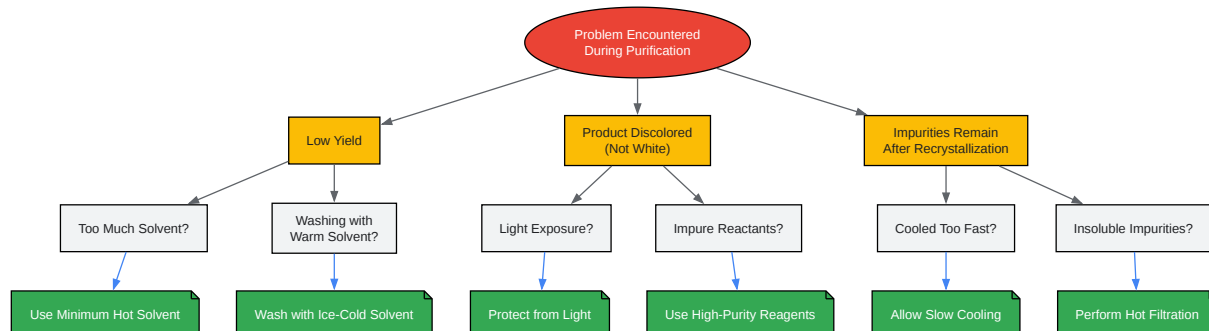 Problem Encountered
During Purification
Low Yield
Product Discolored
(Not White)
Impurities Remain
After Recrystallization
Too Much Solvent?
Washing with
Warm Solvent?
Light Exposure?
Impure Reactants?
Cooled Too Fast?
Insoluble Impurities?
Use Minimum Hot Solvent
Wash with Ice-Cold Solvent
Protect from Light
Use High-Purity Reagents
Allow Slow Cooling
Perform Hot Filtration